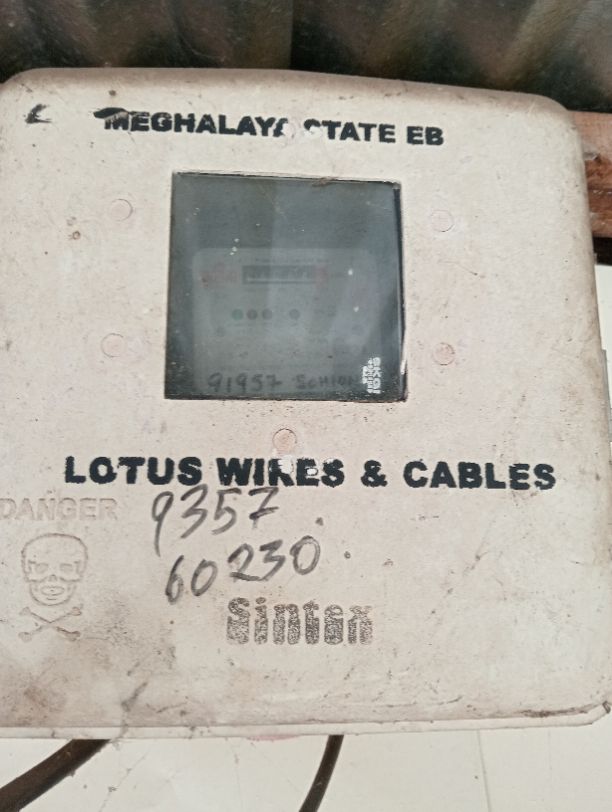 MEGHALAYA STATE EB
91957
LOTUS WIRES & CABLES
DANGER
9357
60230
Sintex